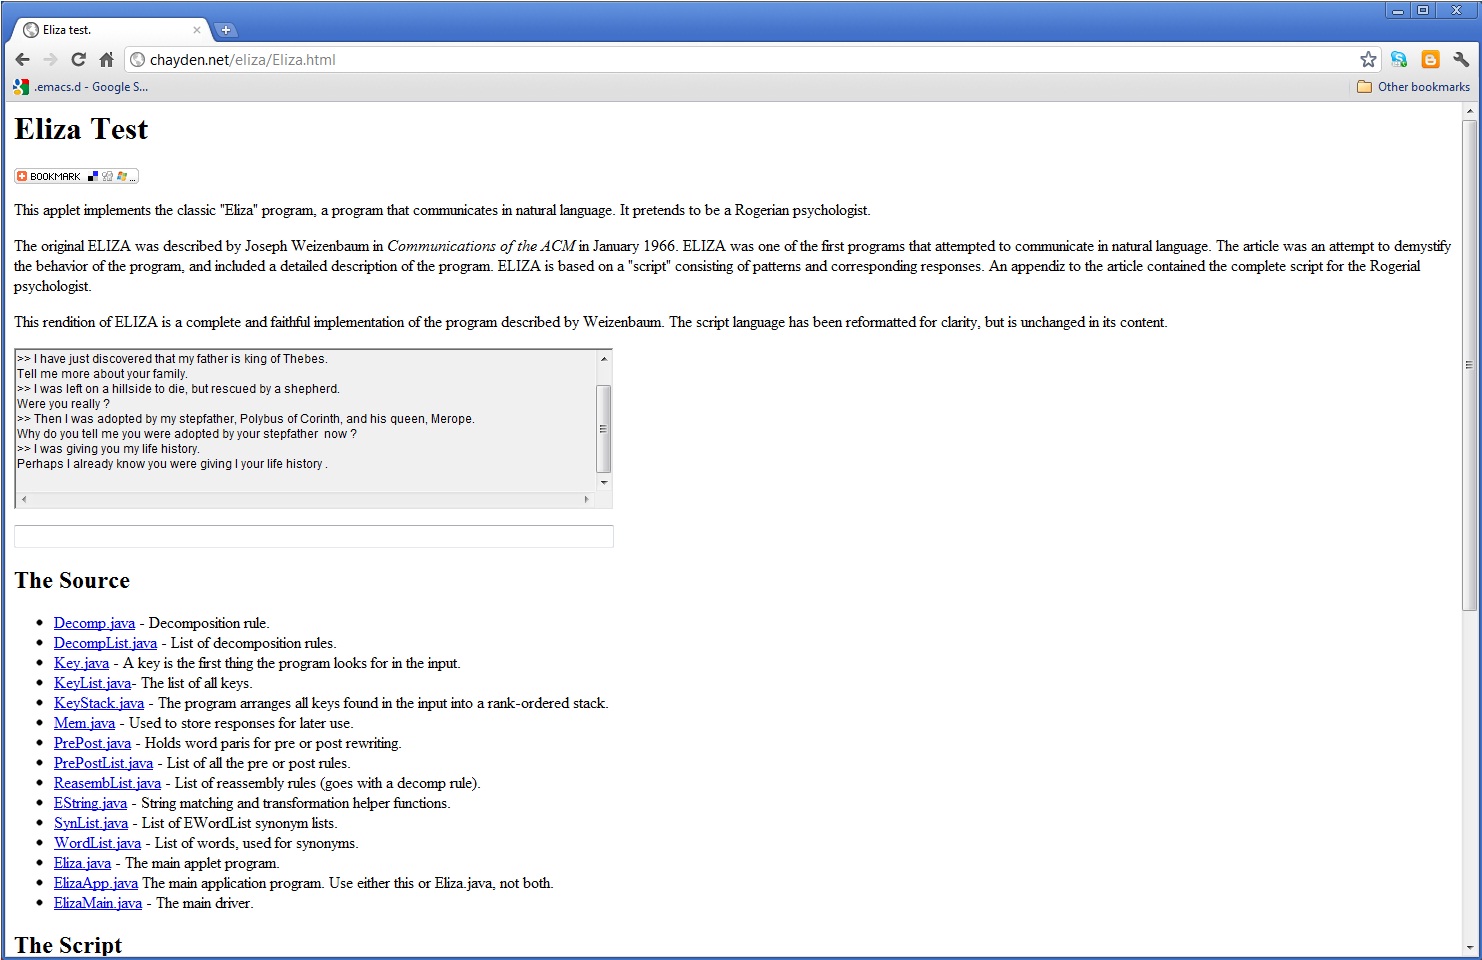 Eliza test.
chayden.net/eliza/Eliza.html
.emacs.d - Google S...
Other bookmarks
Eliza Test
BOOKMARK ...
This applet implements the classic "Eliza" program, a program that communicates in natural language. It pretends to be a Rogerian psychologist.
The original ELIZA was described by Joseph Weizenbaum in Communications of the ACM in January 1966. ELIZA was one of the first programs that attempted to communicate in natural language. The article was an attempt to demystify
the behavior of the program, and included a detailed description of the program. ELIZA is based on a "script" consisting of patterns and corresponding responses. An appendiz to the article contained the complete script for the Rogerial
psychologist.
This rendition of ELIZA is a complete and faithful implementation of the program described by Weizenbaum. The script language has been reformatted for clarity, but is unchanged in its content.
>> I have just discovered that my father is king of Thebes.
Tell me more about your family.
>> I was left on a hillside to die, but rescued by a shepherd.
Were you really ?
>> Then I was adopted by my stepfather, Polybus of Corinth, and his queen, Merope.
Why do you tell me you were adopted by your stepfather  now ?
>> I was giving you my life history.
Perhaps I already know you were giving I your life history .
The Source
• Decomp.java - Decomposition rule.
• DecompList.java - List of decomposition rules.
• Key.java - A key is the first thing the program looks for in the input.
• KeyList.java- The list of all keys.
• KeyStack.java - The program arranges all keys found in the input into a rank-ordered stack.
• Mem.java - Used to store responses for later use.
• PrePost.java - Holds word paris for pre or post rewriting.
• PrePostList.java - List of all the pre or post rules.
• ReasembList.java - List of reassembly rules (goes with a decomp rule).
• EString.java - String matching and transformation helper functions.
• SynList.java - List of EWordList synonym lists.
• WordList.java - List of words, used for synonyms.
• Eliza.java - The main applet program.
• ElizaApp.java The main application program. Use either this or Eliza.java, not both.
• ElizaMain.java - The main driver.
The Script